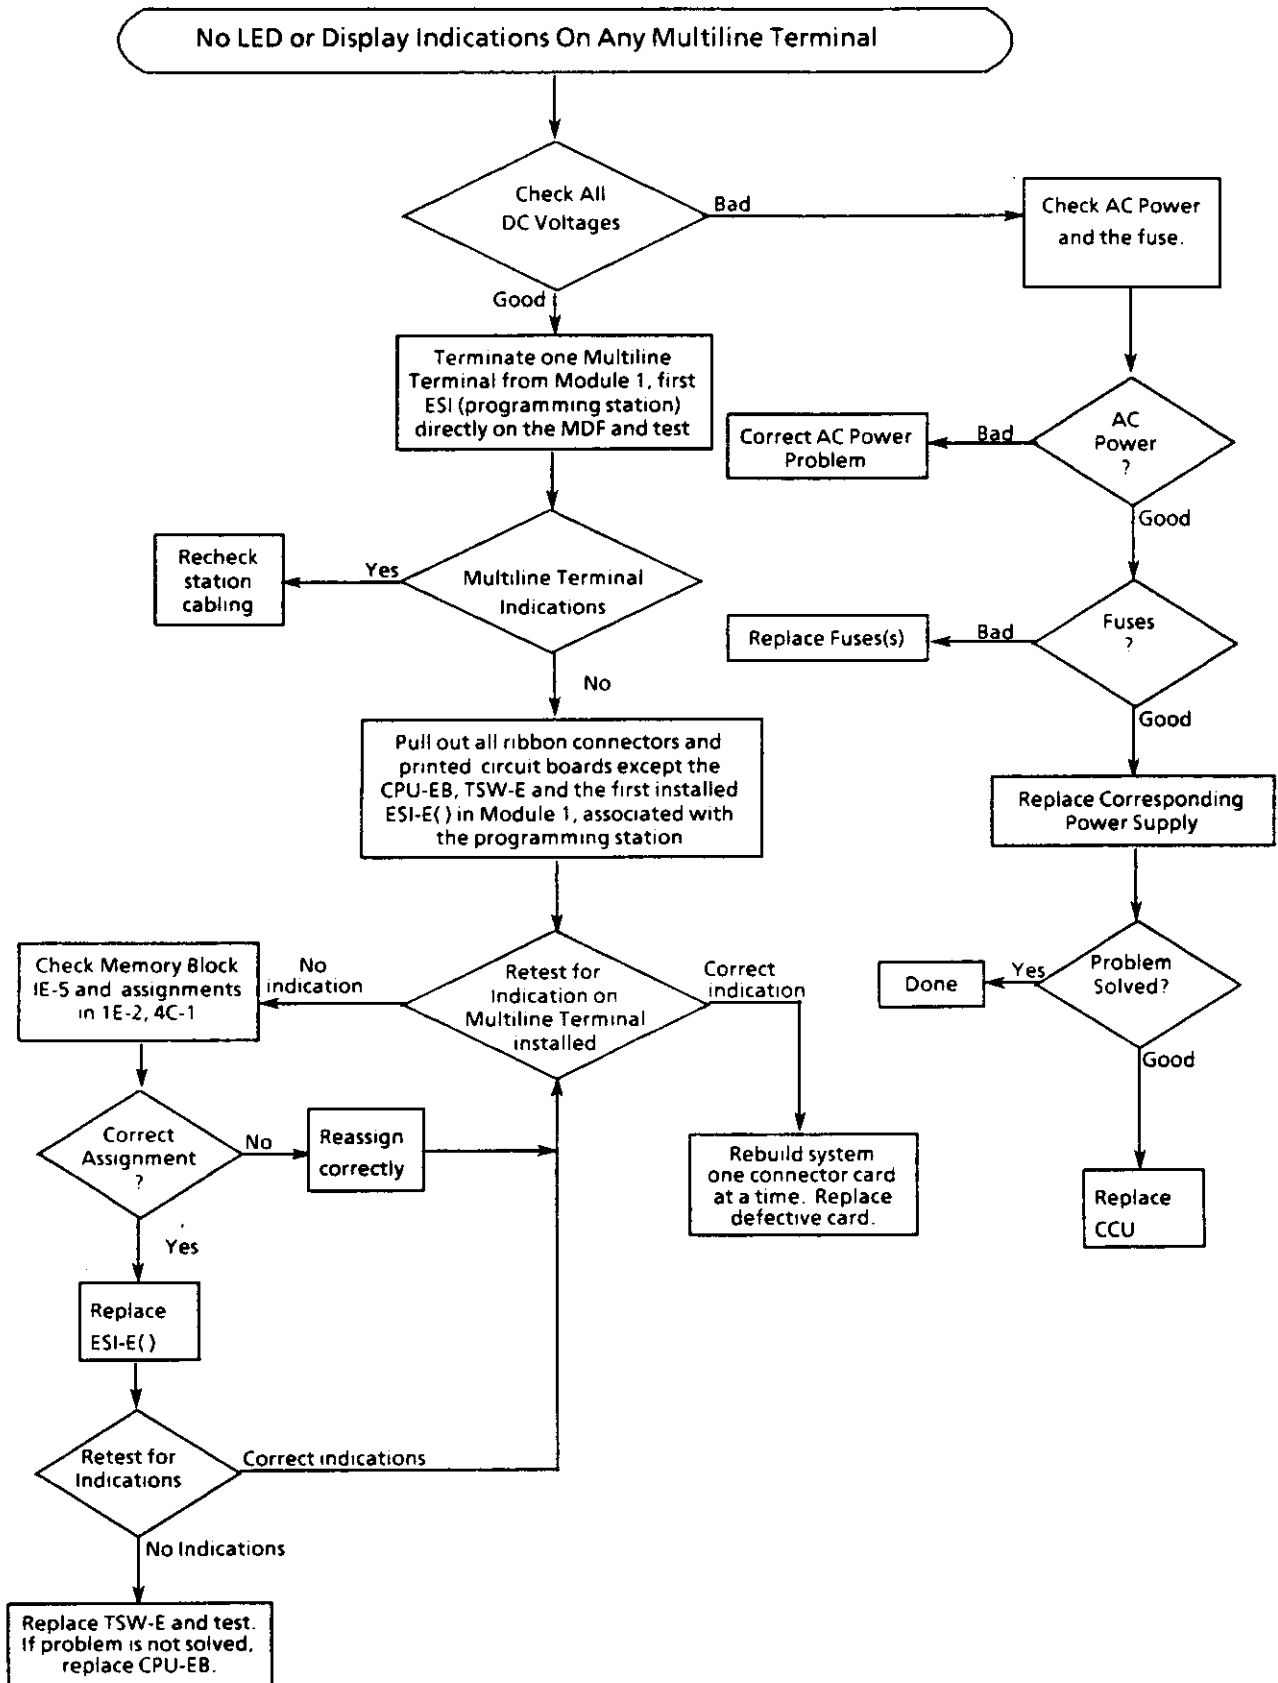 No LED or Display Indications On Any Multiline Terminal
Check All
DC Voltages
Bad
Check AC Power
and the fuse.
Good
Terminate one Multiline
Terminal from Module 1, first
ESI (programming station)
directly on the MDF and test
AC
Power
?
Bad
Correct AC Power
Problem
Good
Multiline Terminal
Indications
Yes
Recheck
station
cabling
Fuses
?
Bad
Replace Fuses(s)
No
Good
Pull out all ribbon connectors and
printed circuit boards except the
CPU-EB, TSW-E and the first installed
ESI-E( ) in Module 1, associated with
the programming station
Replace Corresponding
Power Supply
Retest for
Indication on
Multiline Terminal
installed
No
indication
Correct
indication
Check Memory Block
1E-5 and assignments
in 1E-2, 4C-1
Problem
Solved?
Yes
Done
Good
Correct
Assignment
?
No
Reassign
correctly
Rebuild system
one connector card
at a time. Replace
defective card.
Replace
CCU
Yes
Replace
ESI-E( )
Retest for
Indications
Correct indications
No Indications
Replace TSW-E and test.
If problem is not solved,
replace CPU-EB.